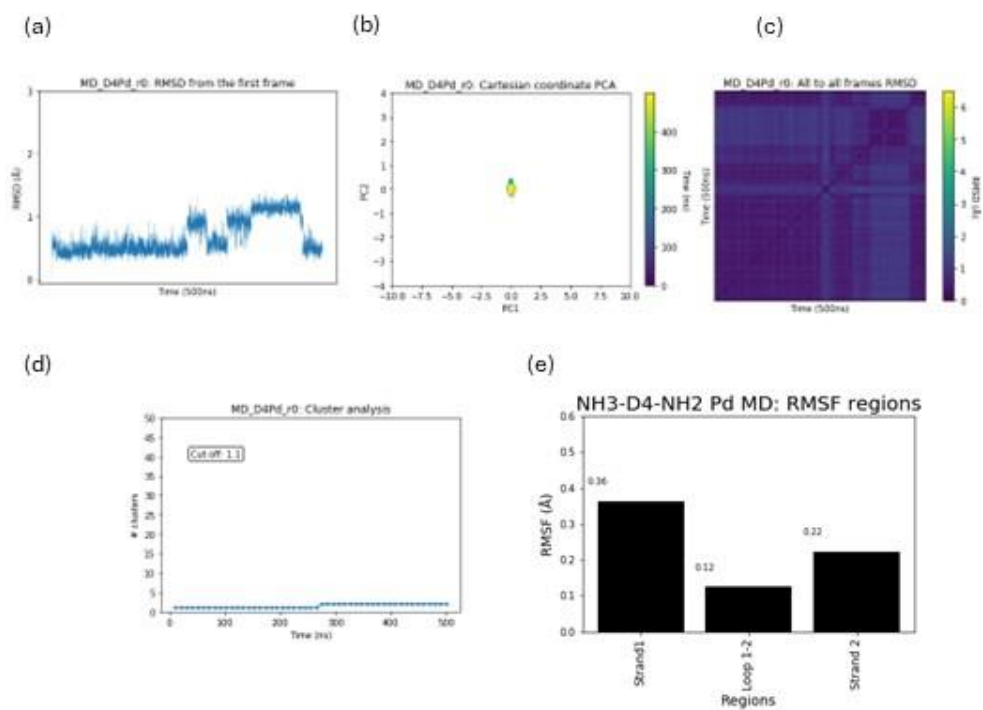 (a)
(b)
(c)
MD_D4Pd_r0: RMSD from the first frame
3
2
1
0
RMSD (Å)
Time (500ns)
MD_D4Pd_r0: Cartesian coordinate PCA
4
3
2
1
0
−1
−2
−3
−4
PC2
−10.0 −7.5 −5.0 −2.5 0.0 2.5 5.0 7.5 10.0
PC1
400
300
200
100
0
Time (ns)
MD_D4Pd_r0: All to all frames RMSD
Time (500ns)
Time (500ns)
6
5
4
3
2
1
0
(d)
(e)
MD_D4Pd_r0: Cluster analysis
50
45
40
35
30
25
20
15
10
5
0
# clusters
Cut off: 1.1
0 100 200 300 400 500
Time (ns)
NH3-D4-NH2 Pd MD: RMSF regions
0.6
0.5
0.4
0.3
0.2
0.1
0.0
RMSF (Å)
0.36
0.12
0.22
Strand1
Loop 1-2
Strand 2
Regions